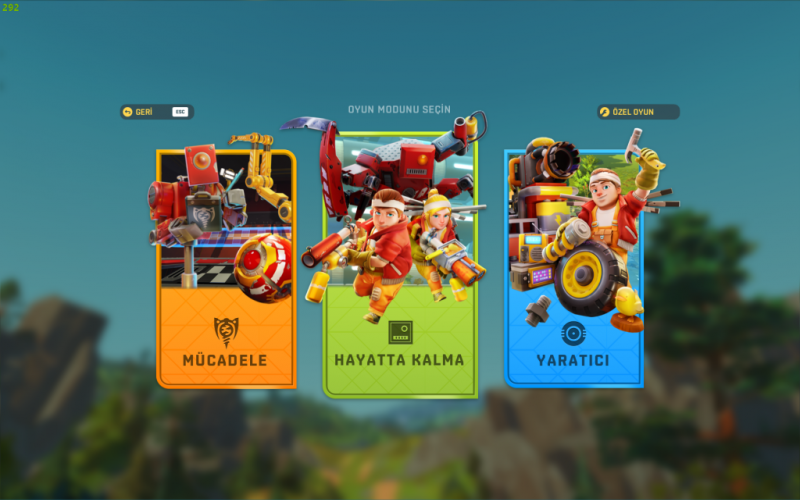 292
GERİ
ESC
OYUN MODUNU SEÇİN
ÖZEL OYUN
MÜCADELE
HAYATTA KALMA
YARATICI